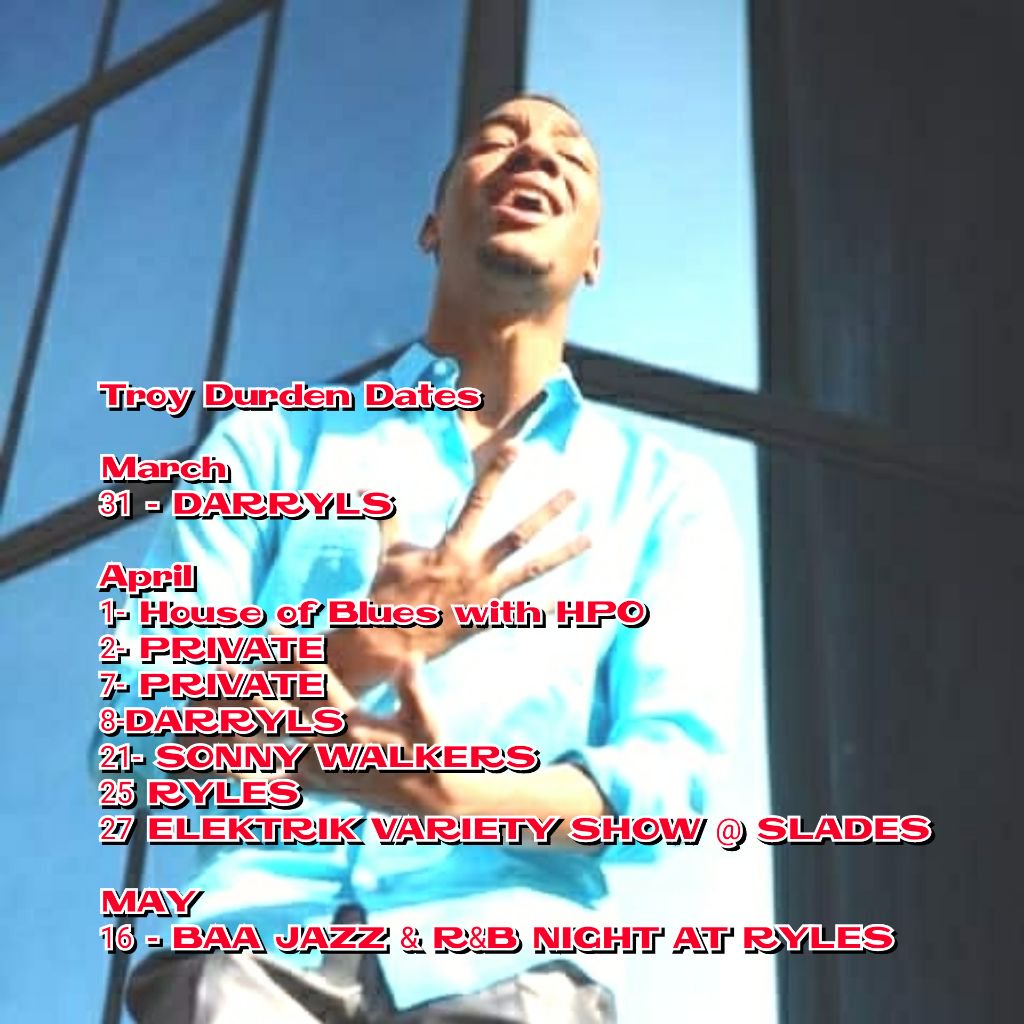 Troy Durden Dates
March
31 - DARRYLS
April
1- House of Blues with HPO
2- PRIVATE
7- PRIVATE
8-DARRYLS
21- SONNY WALKERS
25 RYLES
27 ELEKTRIK VARIETY SHOW @ SLADES
MAY
16 - BAA JAZZ & R&B NIGHT AT RYLES